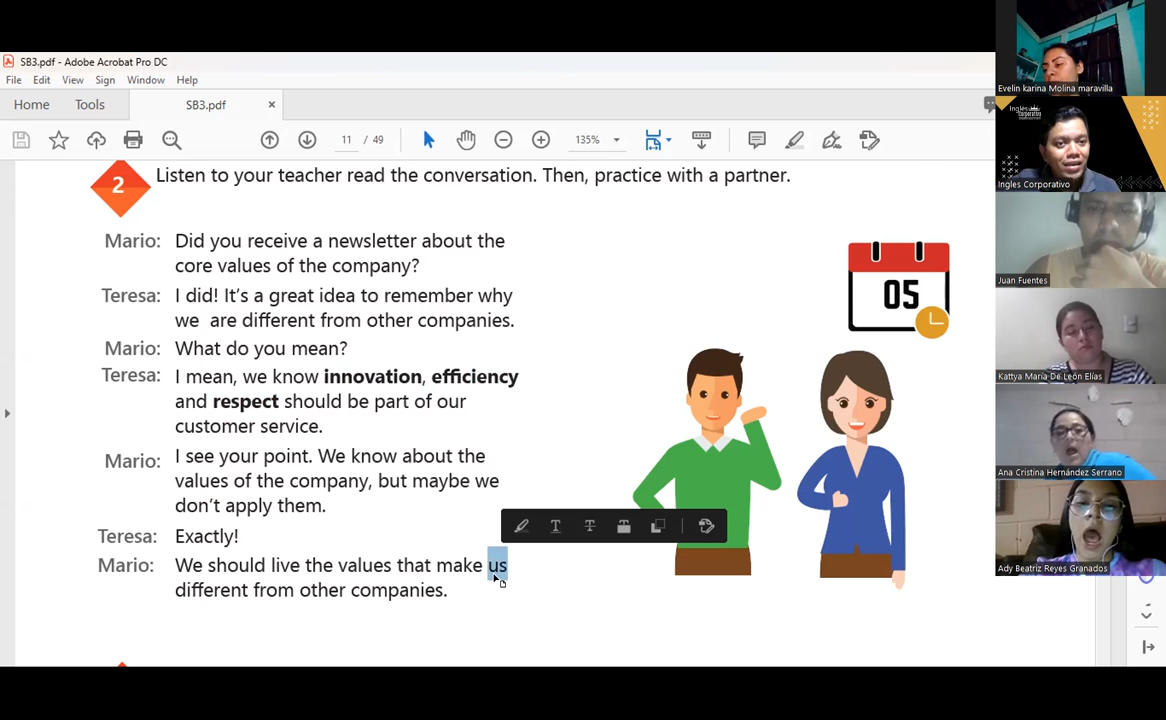 SB3.pdf - Adobe Acrobat Pro DC
File Edit View Sign Window Help
Home Tools SB3.pdf ×
11 / 49 135%
2 Listen to your teacher read the conversation. Then, practice with a partner.
Mario: Did you receive a newsletter about the
core values of the company?
Teresa: I did! It's a great idea to remember why
we are different from other companies.
Mario: What do you mean?
Teresa: I mean, we know innovation, efficiency
and respect should be part of our
customer service.
Mario: I see your point. We know about the
values of the company, but maybe we
don't apply them.
Teresa: Exactly!
Mario: We should live the values that make us
different from other companies.
05
Evelin karina Molina maravilla
Inglés
Corporativo
Ingles Corporativo
Juan Fuentes
Kattya María De León Elías
Ana Cristina Hernández Serrano
Ady Beatriz Reyes Granados